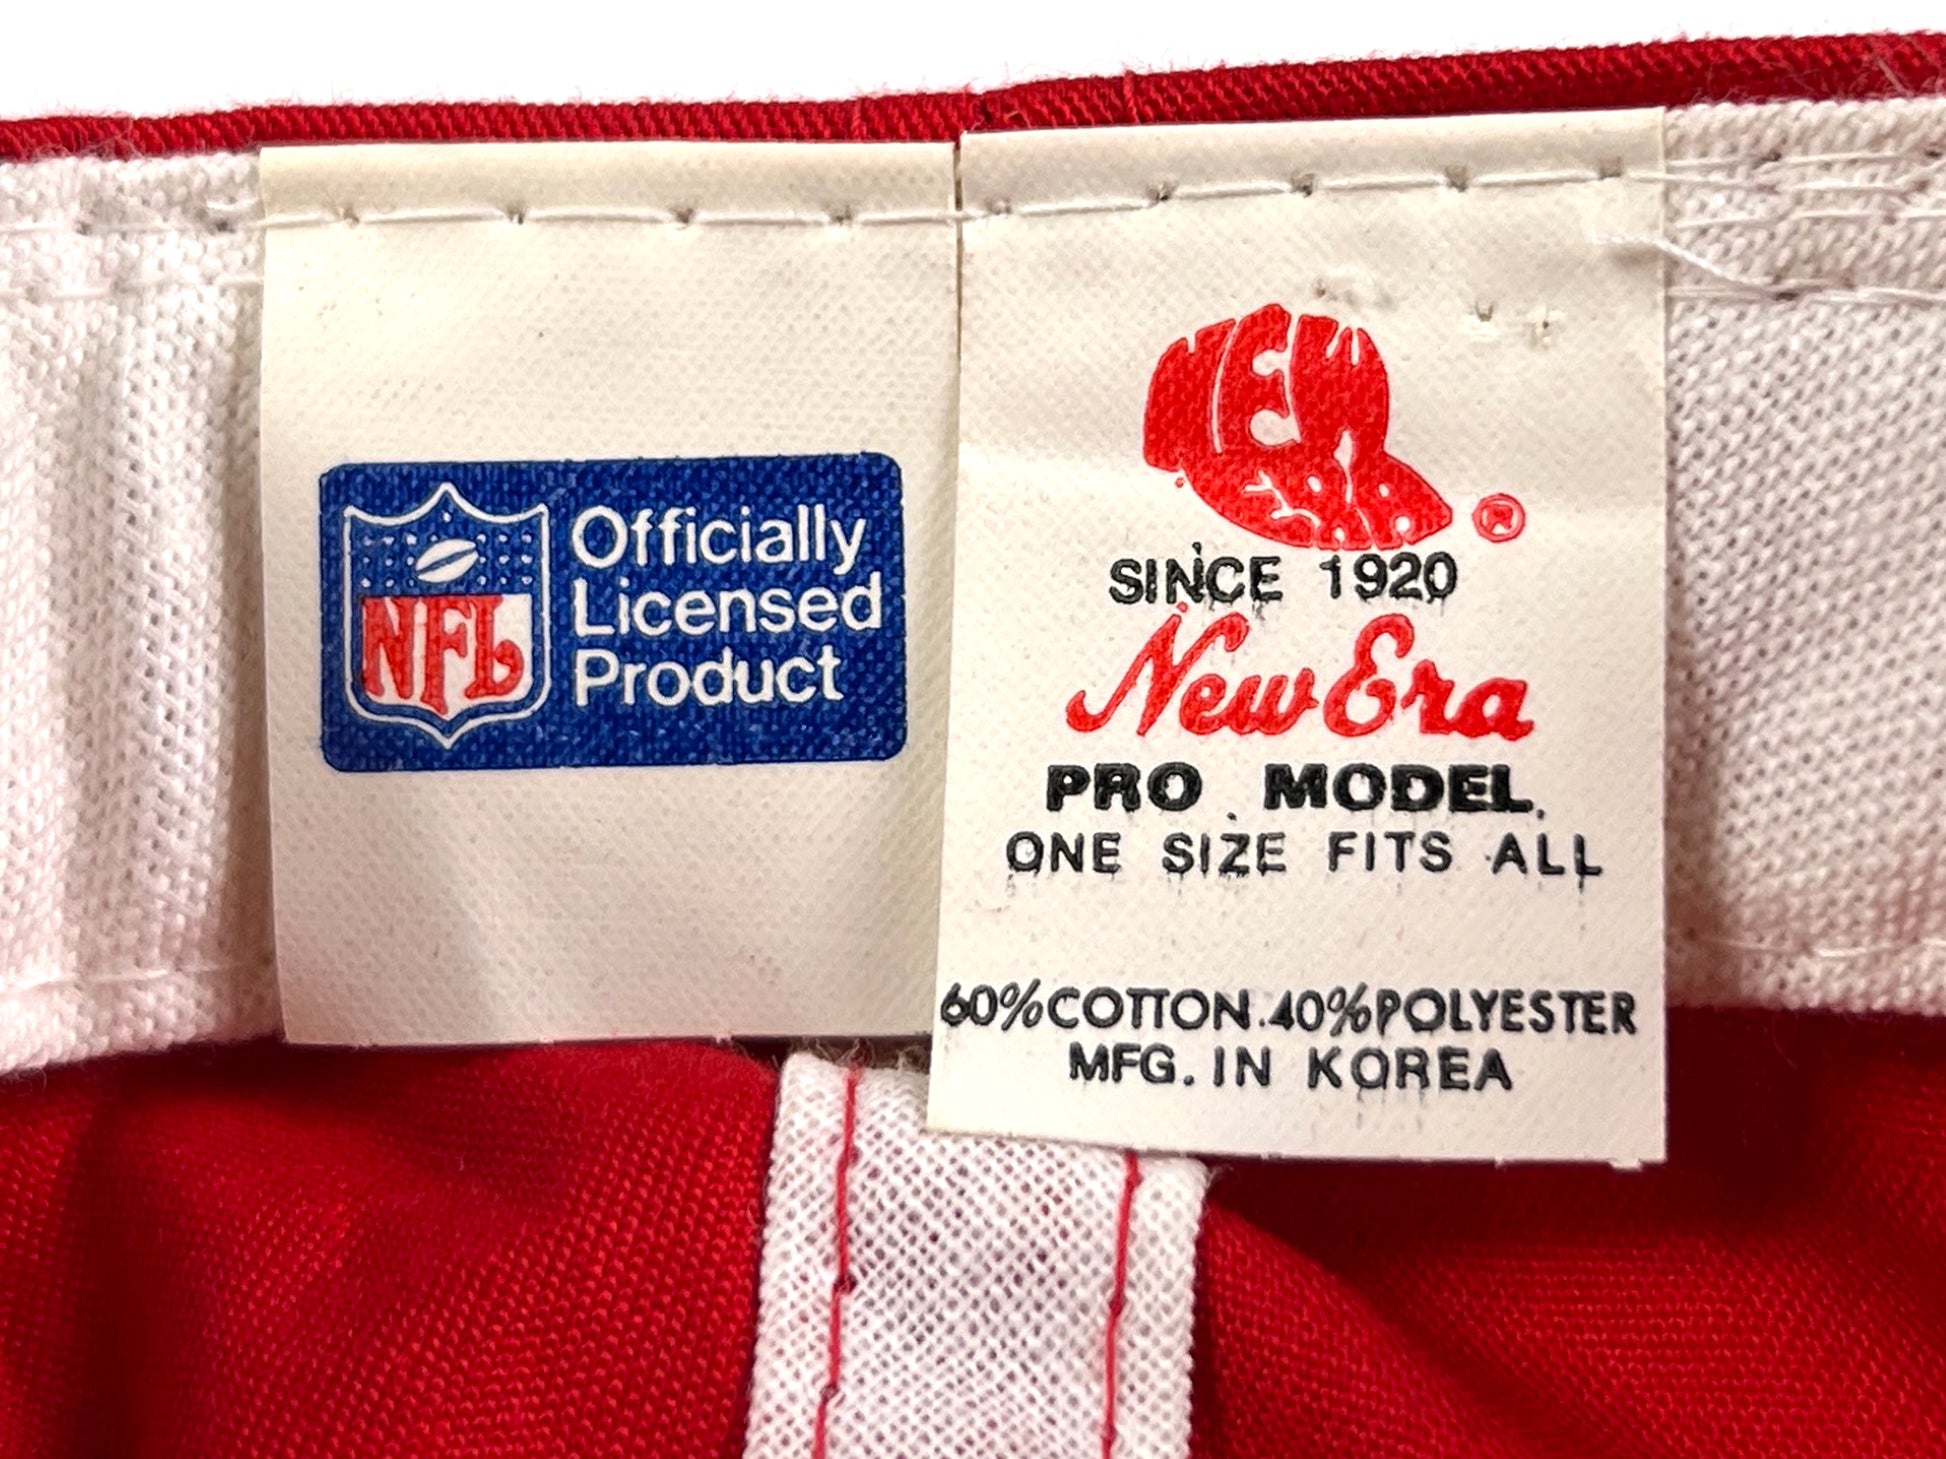 NFL
Officially
Licensed
Product
NEW
ERA
®
SINCE 1920
New Era
PRO MODEL
ONE SIZE FITS ALL
60%COTTON.40%POLYESTER
MFG. IN KOREA